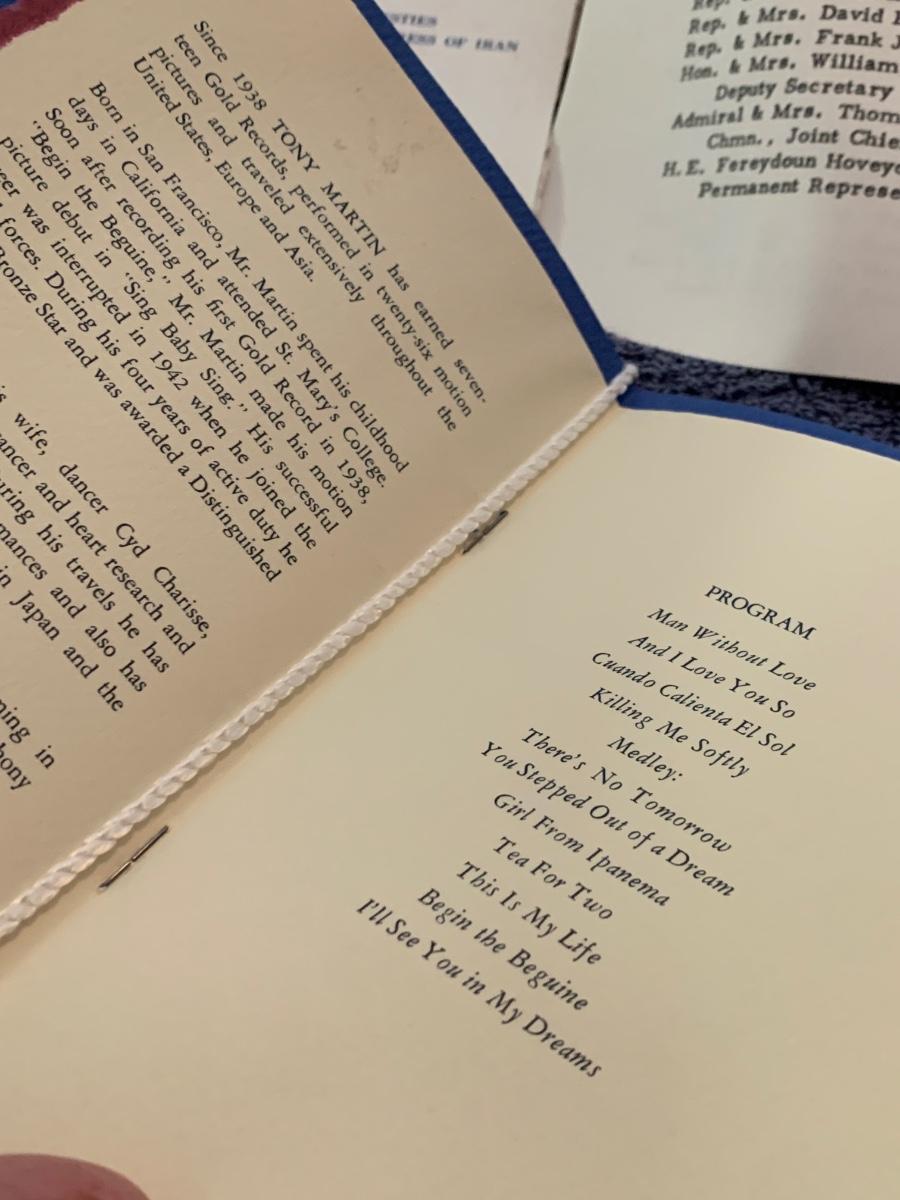 Since 1938 TONY MARTIN has earned seven-
teen Gold Records, performed in twenty-six motion
pictures and traveled extensively throughout the
United States, Europe and Asia.
Born in San Francisco, Mr. Martin spent his childhood
days in California and attended St. Mary's College.
Soon after recording his first Gold Record in 1938,
"Begin the Beguine," Mr. Martin made his motion
picture debut in "Sing Baby Sing." His successful
was interrupted in 1942 when he joined the
forces. During his four years of active duty he
Bronze Star and was awarded a Distinguished
wife, dancer Cyd Charisse,
and heart research and
his travels he has
and also has
in Japan and the
in
PROGRAM
Man Without Love
And I Love You So
Cuando Calienta El Sol
Killing Me Softly
Medley:
There's No Tomorrow
You Stepped Out of a Dream
Girl From Ipanema
Tea For Two
This Is My Life
Begin the Beguine
I'll See You in My Dreams
OF IRAN
Rep. & Mrs. David
Rep. & Mrs. Frank J
Hon. & Mrs. William
Deputy Secretary
Admiral & Mrs. Thom
Chmn., Joint Chie
H.E. Fereydoun Hovey
Permanent Represe